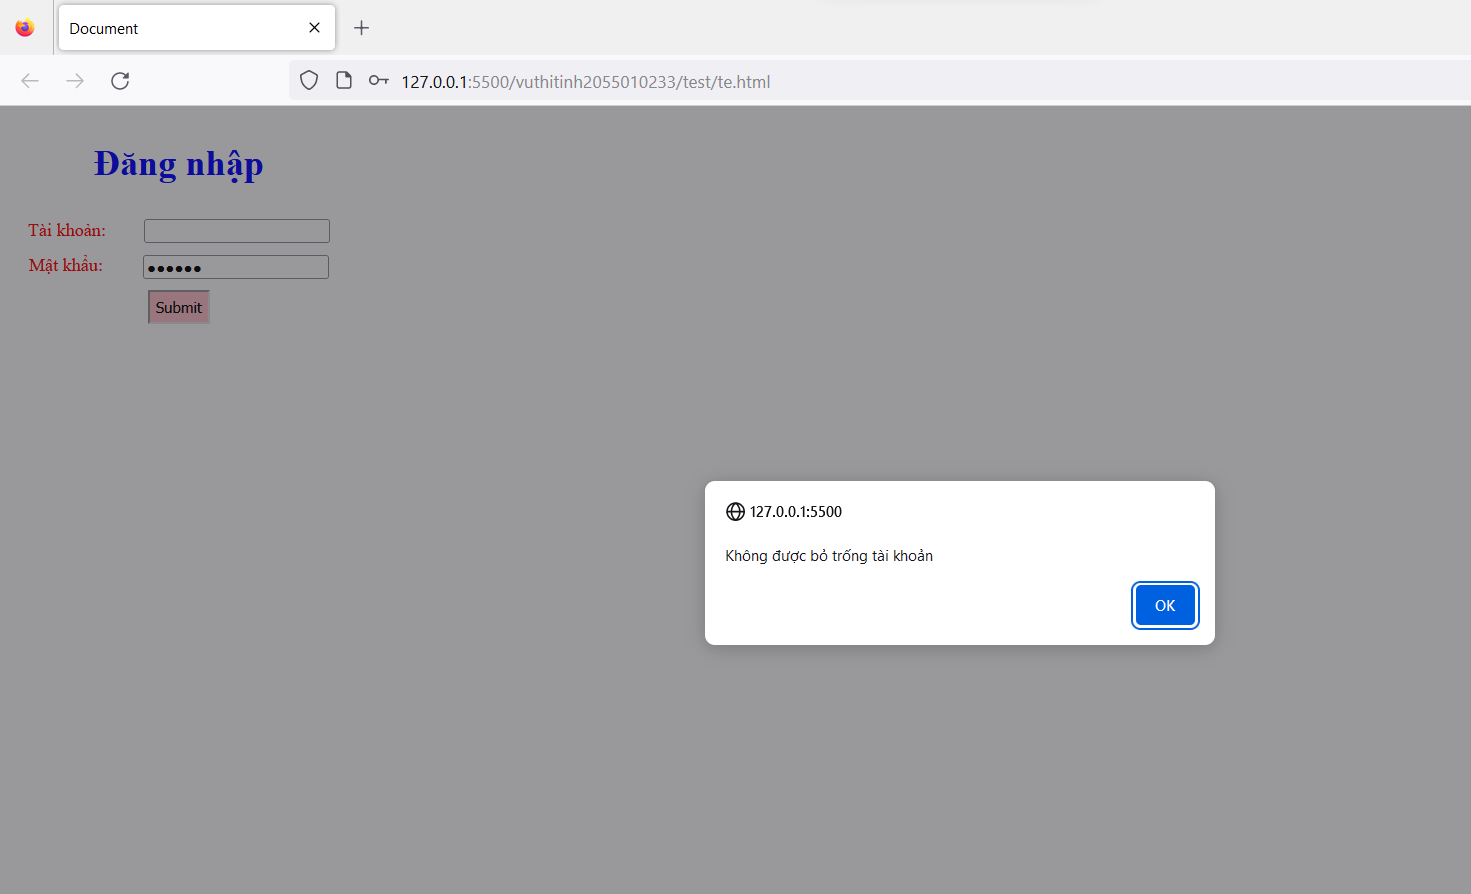 Document
127.0.0.1:5500/vuthitinh2055010233/test/te.html
Đăng nhập
Tài khoản:
Mật khẩu: ●●●●●●
Submit
127.0.0.1:5500
Không được bỏ trống tài khoản
OK